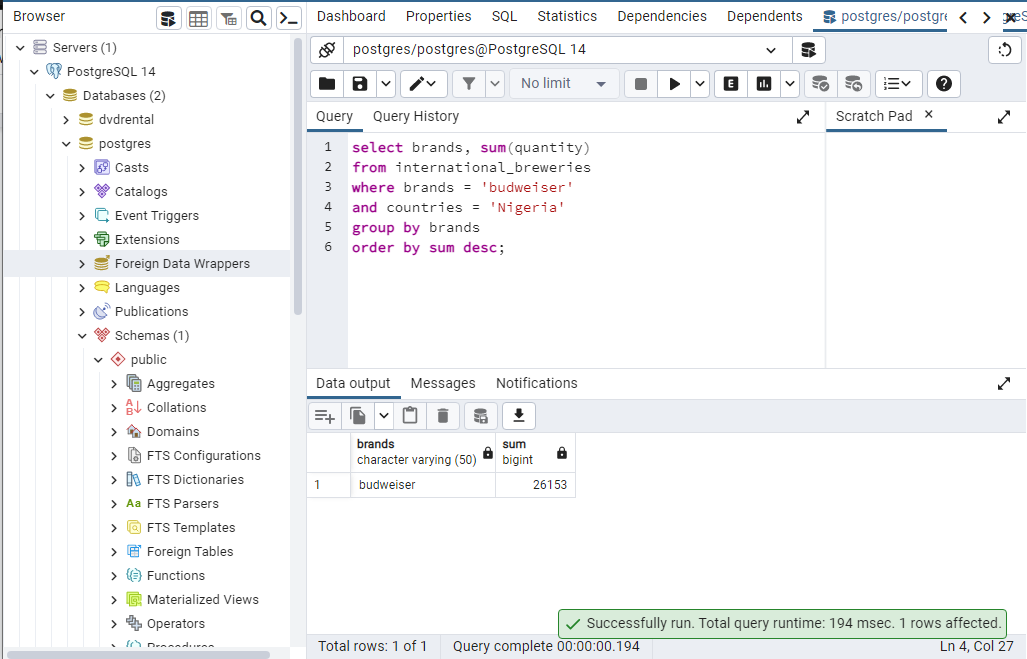 Browser
Servers (1)
PostgreSQL 14
Databases (2)
dvdrental
postgres
Casts
Catalogs
Event Triggers
Extensions
Foreign Data Wrappers
Languages
Publications
Schemas (1)
public
Aggregates
Collations
Domains
FTS Configurations
FTS Dictionaries
Aa FTS Parsers
FTS Templates
Foreign Tables
Functions
Materialized Views
Operators
Procedures
Dashboard Properties SQL Statistics Dependencies Dependents postgres/postgre
postgres/postgres@PostgreSQL 14
No limit
E
Query Query History
Scratch Pad
1 select brands, sum(quantity)
2 from international_breweries
3 where brands = 'budweiser'
4 and countries = 'Nigeria'
5 group by brands
6 order by sum desc;
Data output Messages Notifications
brands sum
character varying (50) bigint
1 budweiser 26153
Successfully run. Total query runtime: 194 msec. 1 rows affected.
Total rows: 1 of 1 Query complete 00:00:00.194 Ln 4, Col 27